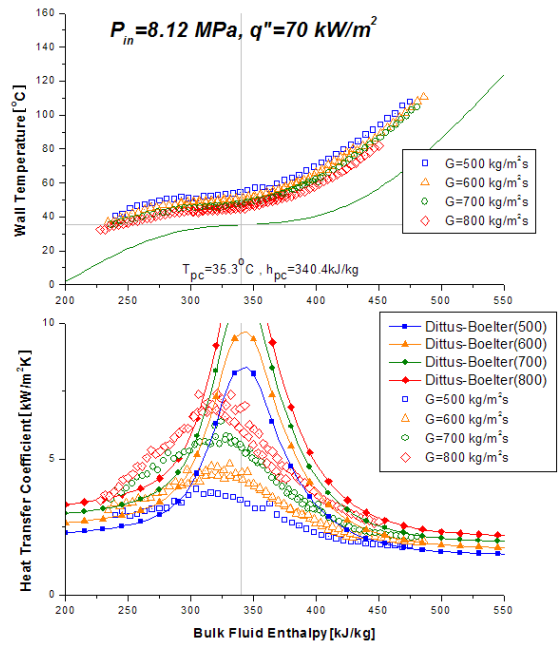 P_in=8.12 MPa, q"=70 kW/m²
Wall Temperature[°C]
160
140
120
100
80
60
40
20
0
G=500 kg/m²s
G=600 kg/m²s
G=700 kg/m²s
G=800 kg/m²s
T_pc=35.3°C , h_pc=340.4kJ/kg
200 250 300 350 400 450 500 550
Heat Transfer Coefficient[kW/m²K]
10
5
0
Dittus-Boelter(500)
Dittus-Boelter(600)
Dittus-Boelter(700)
Dittus-Boelter(800)
G=500 kg/m²s
G=600 kg/m²s
G=700 kg/m²s
G=800 kg/m²s
200 250 300 350 400 450 500 550
Bulk Fluid Enthalpy[kJ/kg]